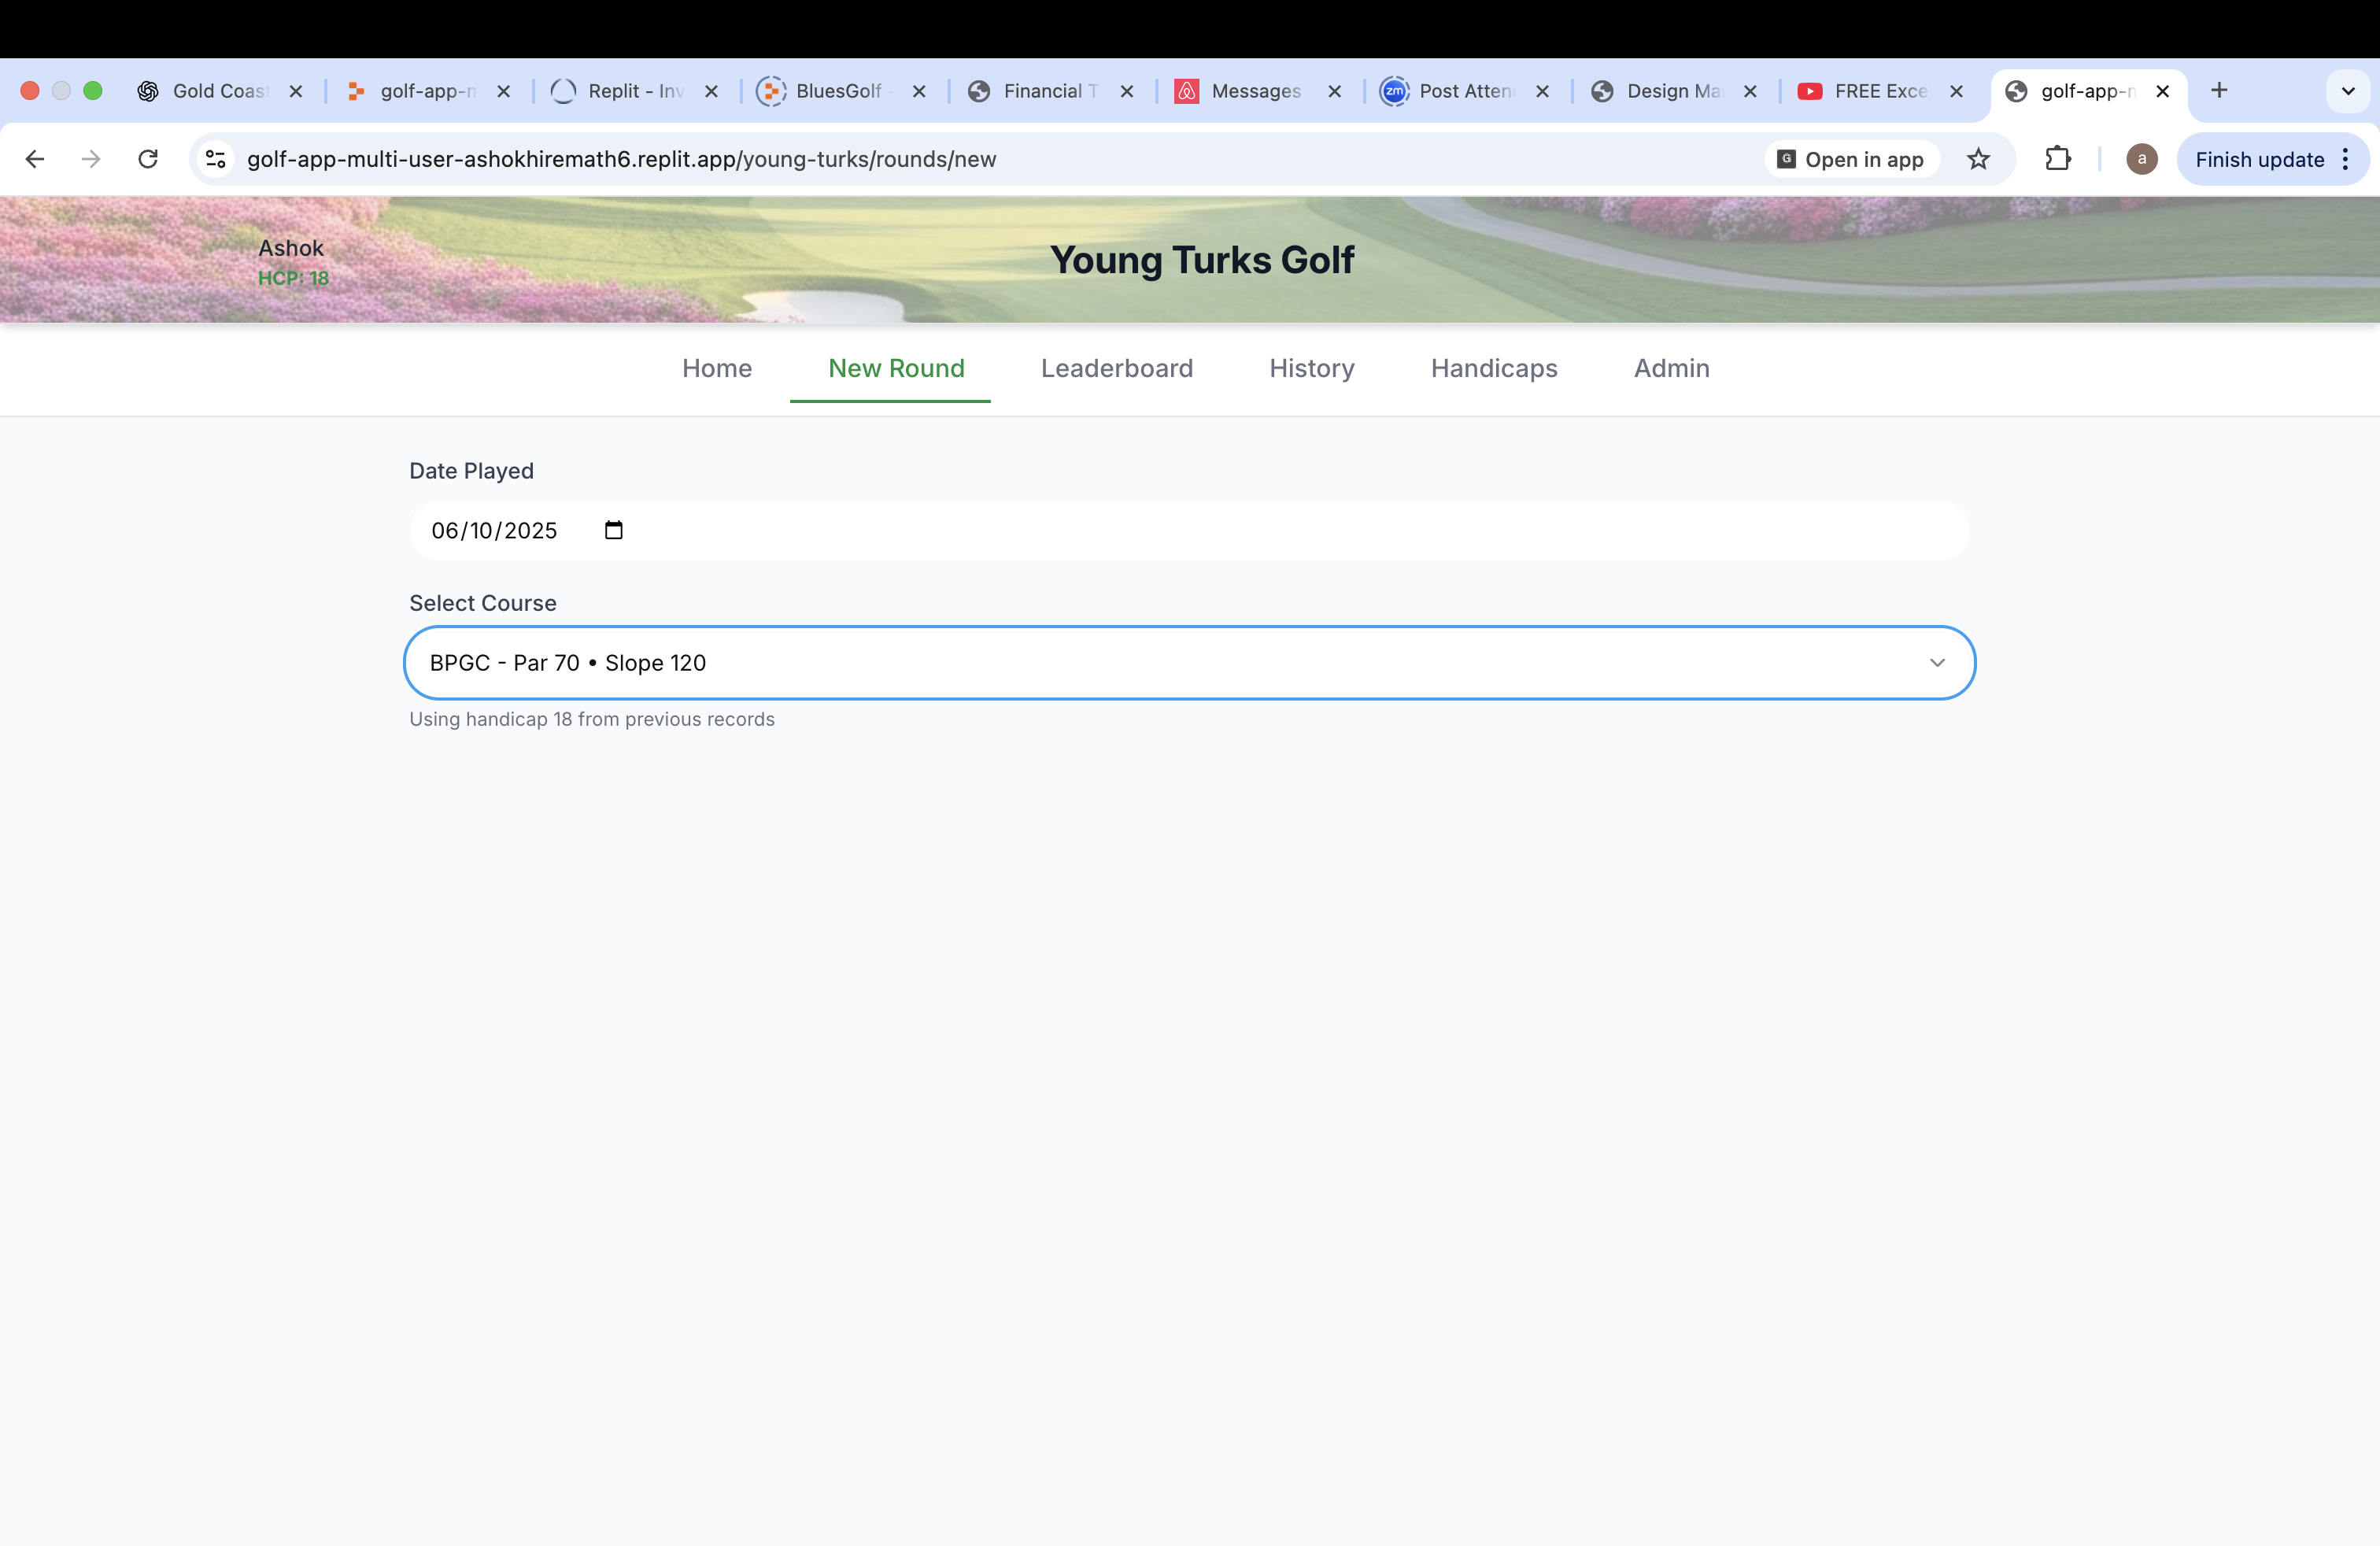 Gold Coast
golf-app-m
Replit - Inv
BluesGolf -
Financial T
Messages
zm
Post Atten
Design Ma
FREE Exce
golf-app-m
golf-app-multi-user-ashokhiremath6.replit.app/young-turks/rounds/new
G
Open in app
a
Finish update
Ashok
HCP: 18
Young Turks Golf
Home
New Round
Leaderboard
History
Handicaps
Admin
Date Played
06/10/2025
Select Course
BPGC - Par 70 • Slope 120
Using handicap 18 from previous records